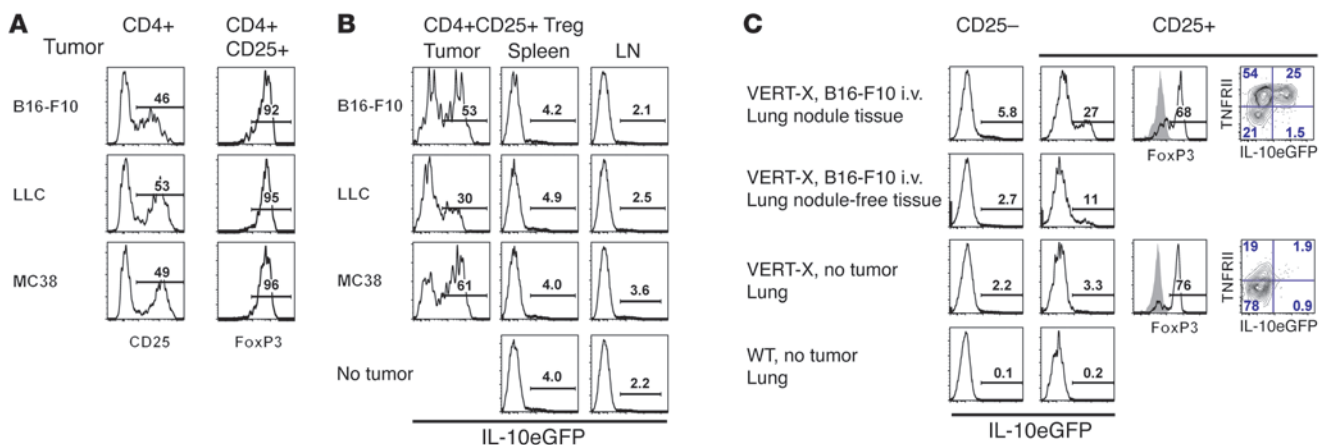 A
Tumor
CD4+
CD4+
CD25+
B16-F10
46
92
LLC
53
95
MC38
49
96
CD25
FoxP3
B
CD4+CD25+ Treg
Tumor
Spleen
LN
B16-F10
53
4.2
2.1
LLC
30
4.9
2.5
MC38
61
4.0
3.6
No tumor
4.0
2.2
IL-10eGFP
C
CD25–
CD25+
VERT-X, B16-F10 i.v.
Lung nodule tissue
5.8
27
68
FoxP3
TNFRII
54
25
21
1.5
IL-10eGFP
VERT-X, B16-F10 i.v.
Lung nodule-free tissue
2.7
11
VERT-X, no tumor
Lung
2.2
3.3
76
FoxP3
TNFRII
19
1.9
78
0.9
IL-10eGFP
WT, no tumor
Lung
0.1
0.2
IL-10eGFP